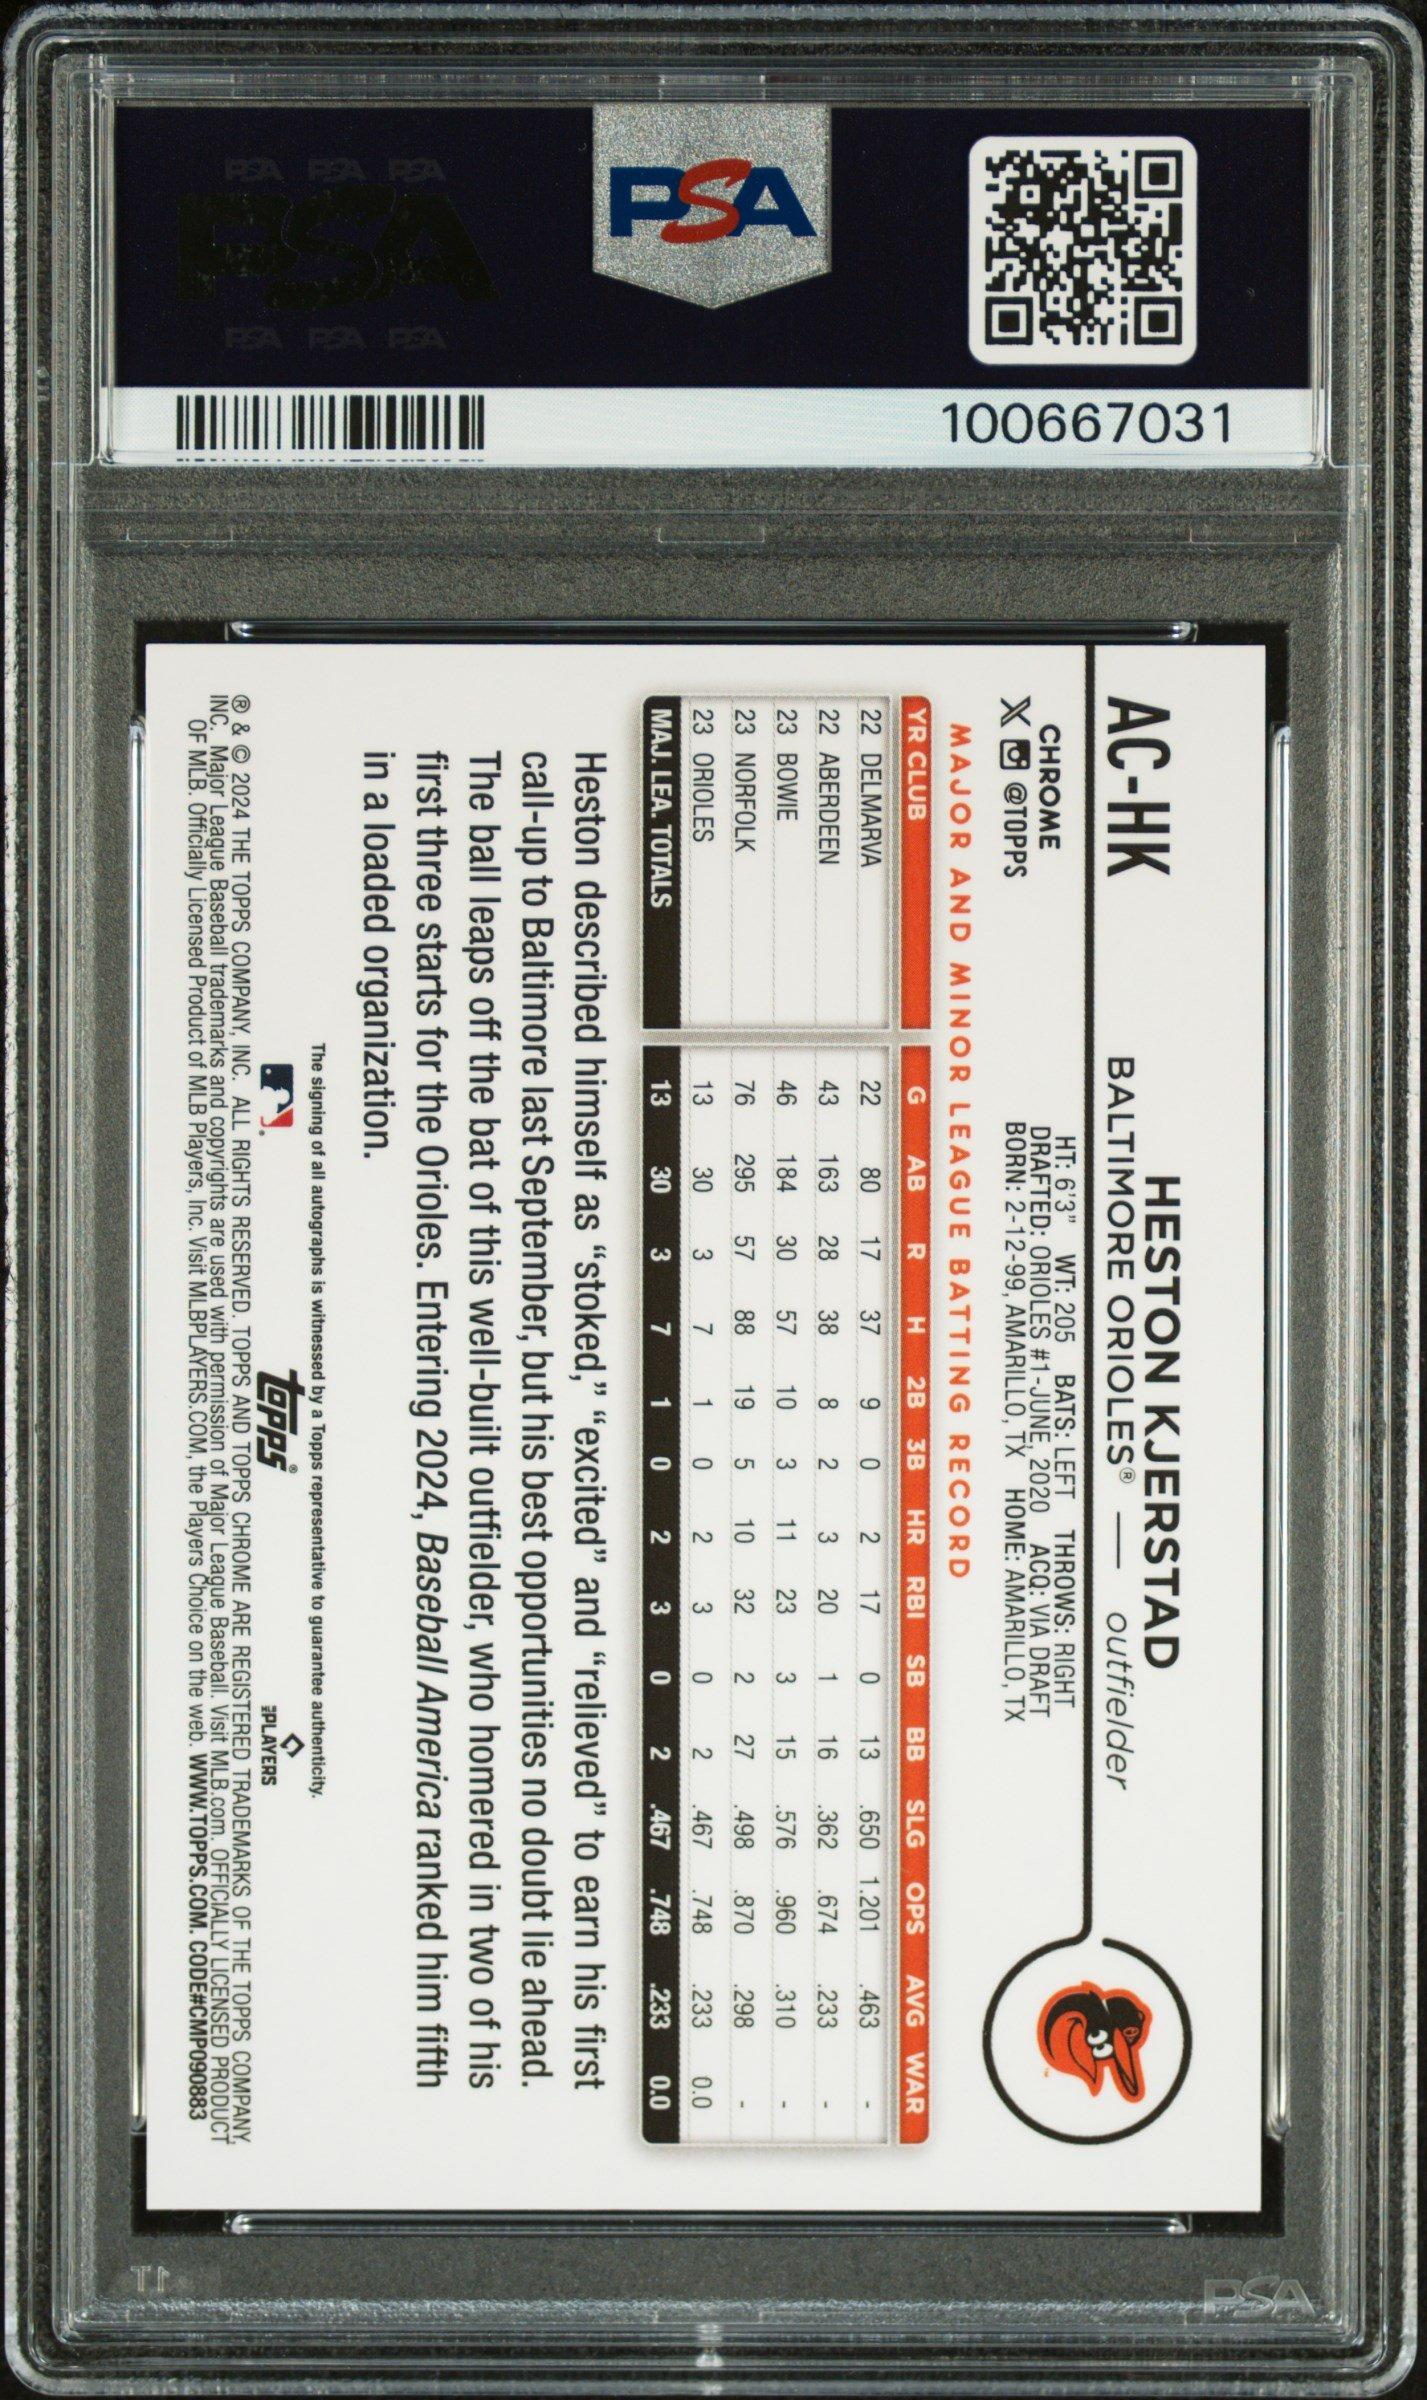 PSA PSA PSA
PSA
PSA PSA PSA
PSA
100667031
AC-HK
HESTON KJERSTAD
BALTIMORE ORIOLES® — outfielder
CHROME
@TOPPS
HT: 6'3" WT: 205 BATS: LEFT THROWS: RIGHT
DRAFTED: ORIOLES #1-JUNE, 2020 ACQ: VIA DRAFT
BORN: 2-12-99, AMARILLO, TX HOME: AMARILLO, TX
MAJOR AND MINOR LEAGUE BATTING RECORD
YR CLUB G AB R H 2B 3B HR RBI SB BB SLG OPS AVG WAR
22 DELMARVA 22 80 17 37 9 0 2 17 0 13 .650 1.201 .463 -
22 ABERDEEN 43 163 28 38 8 2 3 20 1 16 .362 .674 .233 -
23 BOWIE 46 184 30 57 10 3 11 23 3 15 .576 .960 .310 -
23 NORFOLK 76 295 57 88 19 5 10 32 2 27 .498 .870 .298 -
23 ORIOLES 13 30 3 7 1 0 2 3 0 2 .467 .748 .233 0.0
MAJ. LEA. TOTALS 13 30 3 7 1 0 2 3 0 2 .467 .748 .233 0.0
Heston described himself as “stoked,” “excited” and “relieved” to earn his first
call-up to Baltimore last September, but his best opportunities no doubt lie ahead.
The ball leaps off the bat of this well-built outfielder, who homered in two of his
first three starts for the Orioles. Entering 2024, Baseball America ranked him fifth
in a loaded organization.
The signing of all autographs is witnessed by a Topps representative to guarantee authenticity.
topps®
PLAYERS
® & © 2024 THE TOPPS COMPANY, INC. ALL RIGHTS RESERVED. TOPPS AND TOPPS CHROME ARE REGISTERED TRADEMARKS OF THE TOPPS COMPANY,
INC. Major League Baseball trademarks and copyrights are used with permission of Major League Baseball. Visit MLB.com. OFFICIALLY LICENSED PRODUCT
OF MLB. Officially Licensed Product of MLB Players, Inc. Visit MLBPLAYERS.COM, the Players Choice on the web. WWW.TOPPS.COM. CODE#CMP090883
PSA